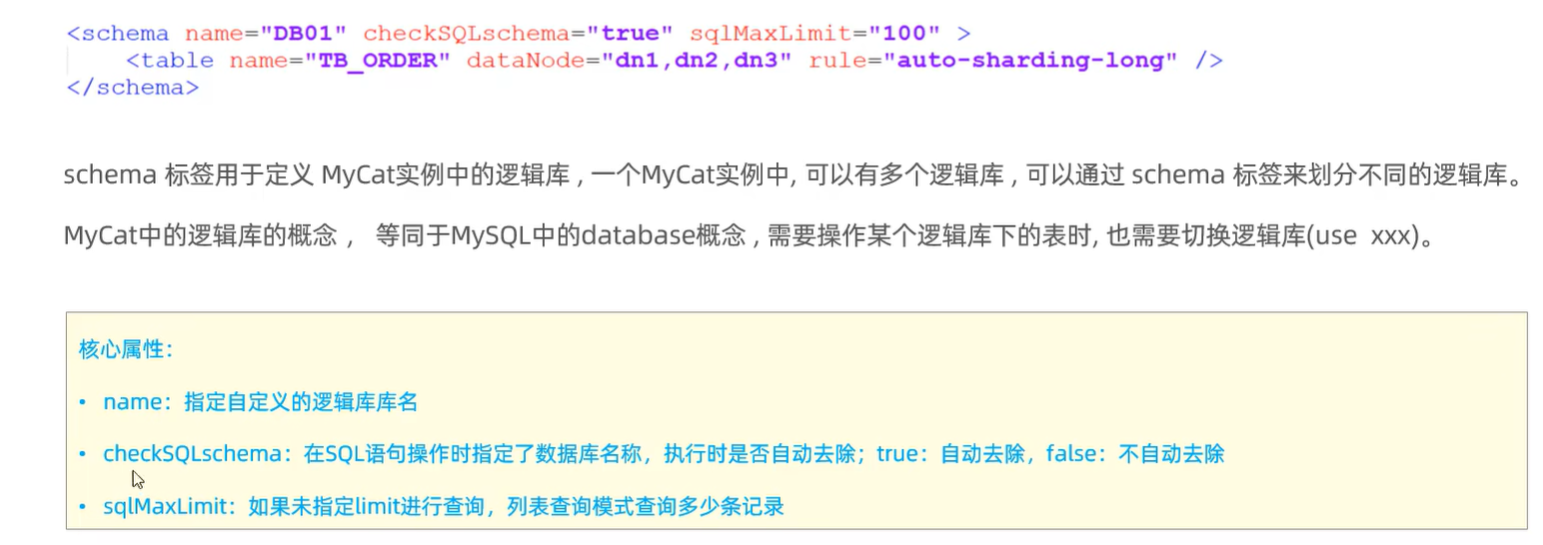 <schema name="DB01" checkSQLschema="true" sqlMaxLimit="100" >
<table name="TB_ORDER" dataNode="dn1,dn2,dn3" rule="auto-sharding-long" />
</schema>
schema 标签用于定义 MyCat实例中的逻辑库 , 一个MyCat实例中, 可以有多个逻辑库 , 可以通过 schema 标签来划分不同的逻辑库。
MyCat中的逻辑库的概念 ， 等同于MySQL中的database概念 , 需要操作某个逻辑库下的表时, 也需要切换逻辑库(use xxx)。
核心属性：
• name：指定自定义的逻辑库库名
• checkSQLschema：在SQL语句操作时指定了数据库名称，执行时是否自动去除；true：自动去除，false：不自动去除
• sqlMaxLimit：如果未指定limit进行查询，列表查询模式查询多少条记录